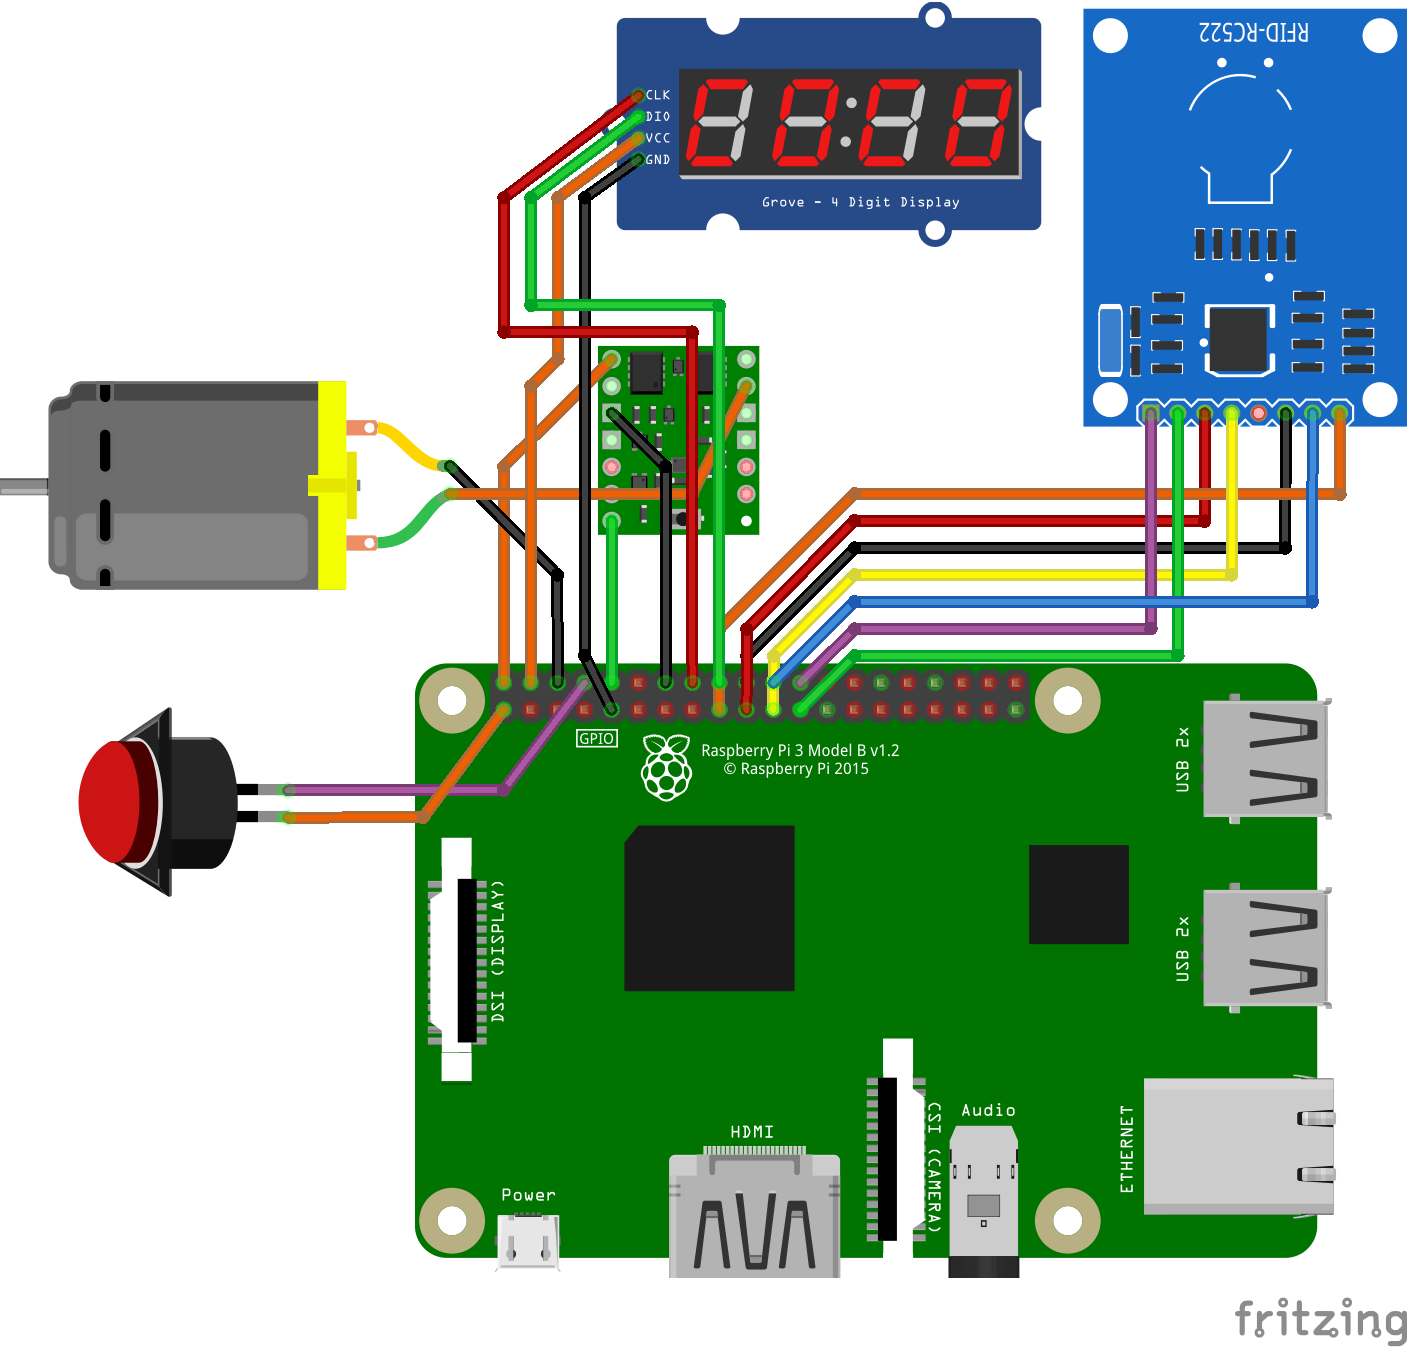 CLK
DIO
VCC
GND
Grove - 4 Digit Display
RFID-RC522
GPIO
Raspberry Pi 3 Model B v1.2
© Raspberry Pi 2015
USB 2x
USB 2x
DSI (DISPLAY)
CSI (CAMERA)
Audio
ETHERNET
HDMI
Power
fritzing